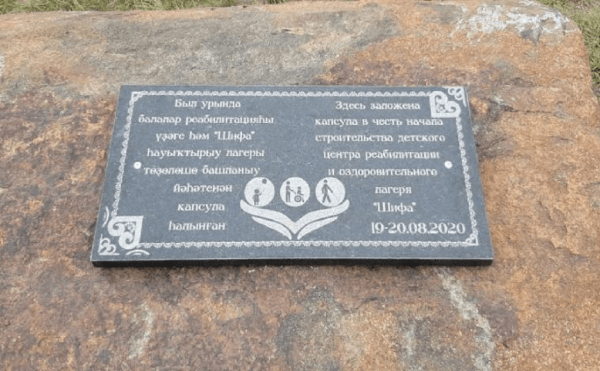 Был урында
балалар реабилитацияһы
үҙәге һәм "Шифа"
һауыҡтырыу лагеры
төҙөлөшө башланыу
йәһәтенән
капсула
һалынған
Здесь заложена
капсула в честь начала
строительства детского
центра реабилитации
и оздоровительного
лагеря
"Шифа"
19-20.08.2020